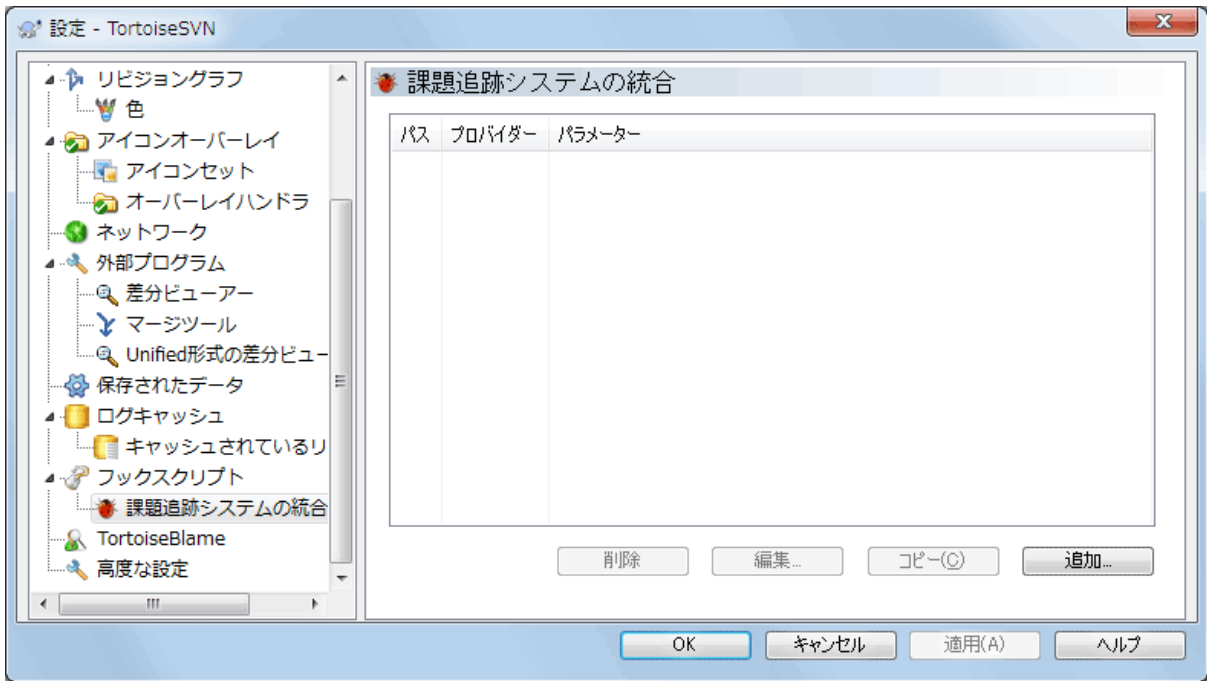 設定 - TortoiseSVN
リビジョングラフ
色
アイコンオーバーレイ
アイコンセット
オーバーレイハンドラ
ネットワーク
外部プログラム
差分ビューアー
マージツール
Unified形式の差分ビュー
保存されたデータ
ログキャッシュ
キャッシュされているリ
フックスクリプト
課題追跡システムの統合
TortoiseBlame
高度な設定
課題追跡システムの統合
パス プロバイダー パラメーター
削除 編集... コピー(C) 追加...
OK キャンセル 適用(A) ヘルプ